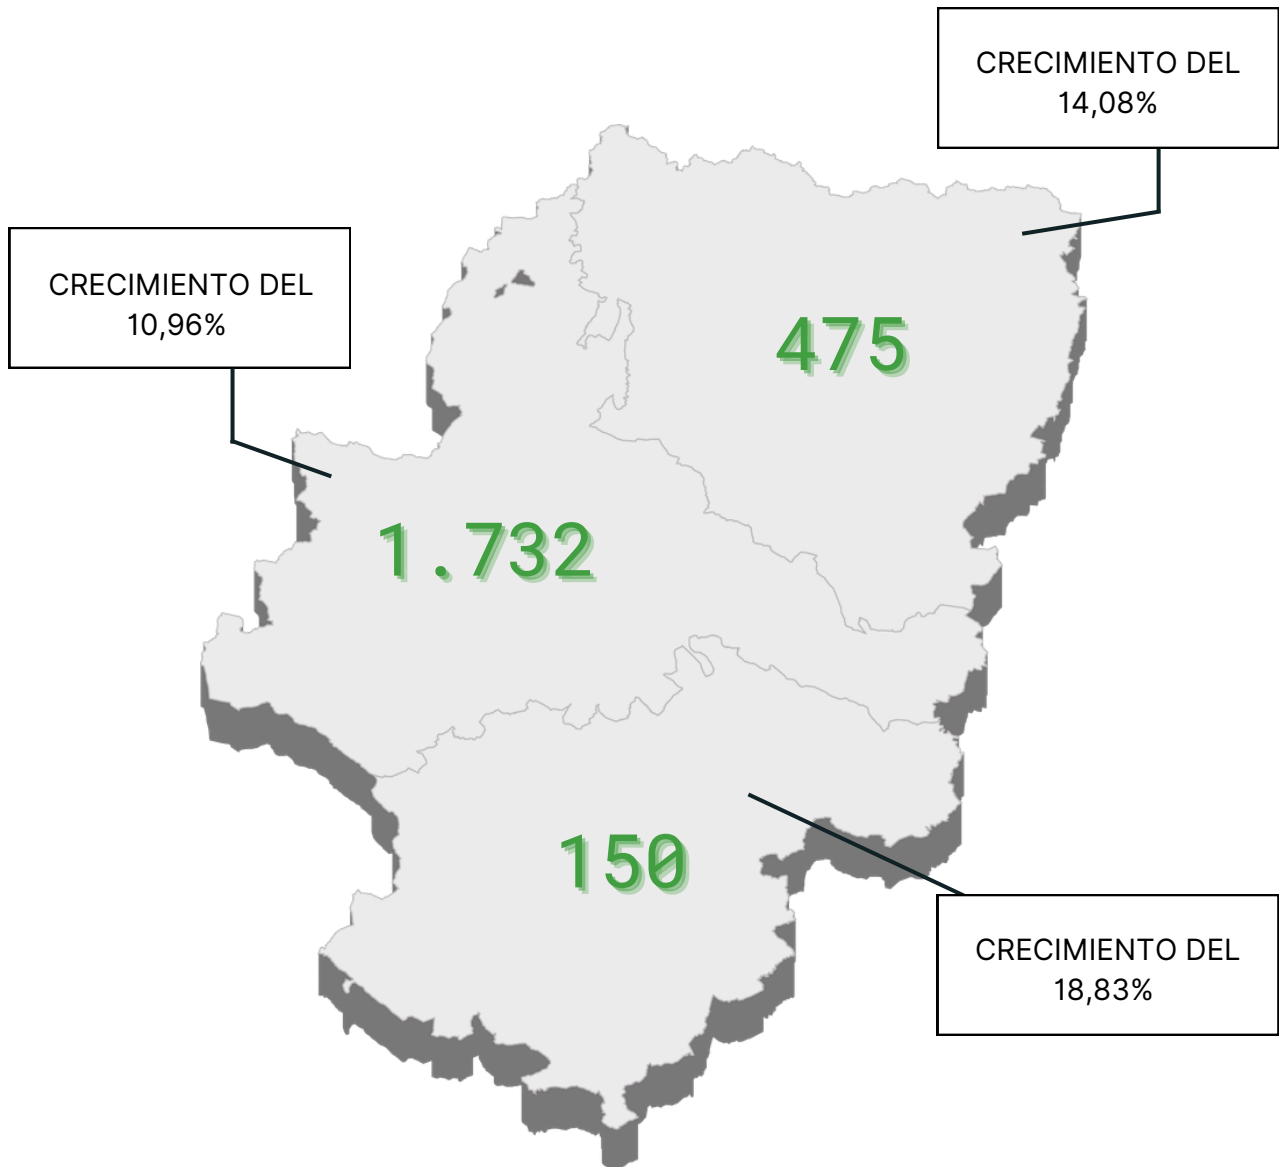 CRECIMIENTO DEL
14,08%
CRECIMIENTO DEL
10,96%
475
1.732
150
CRECIMIENTO DEL
18,83%